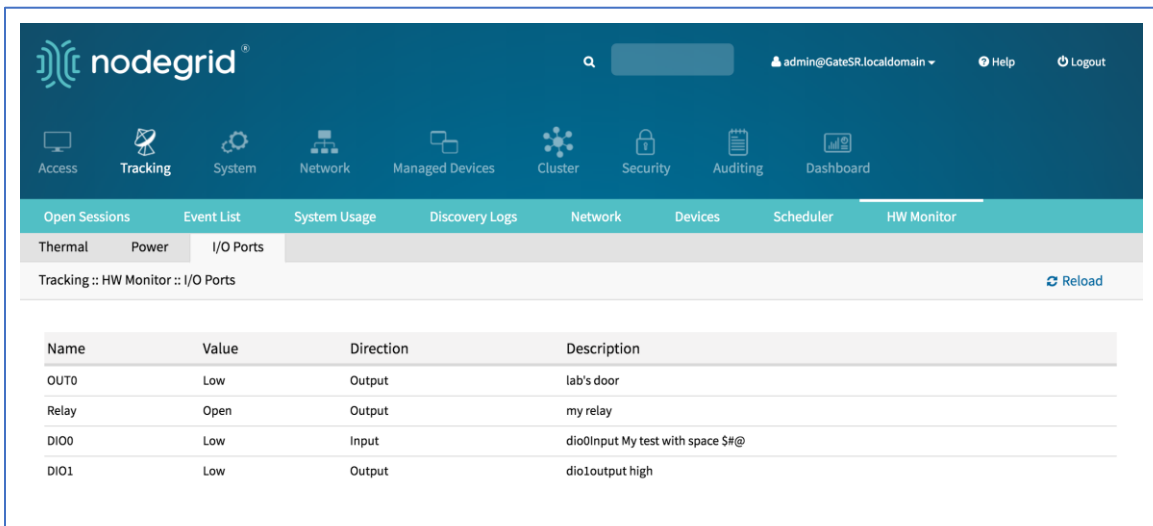 nodegrid®
admin@GateSR.localdomain Help Logout
Access Tracking System Network Managed Devices Cluster Security Auditing Dashboard
Open Sessions Event List System Usage Discovery Logs Network Devices Scheduler HW Monitor
Thermal Power I/O Ports
Tracking :: HW Monitor :: I/O Ports Reload
Name Value Direction Description
OUT0 Low Output lab's door
Relay Open Output my relay
DIO0 Low Input dio0Input My test with space $#@
DIO1 Low Output dio1output high